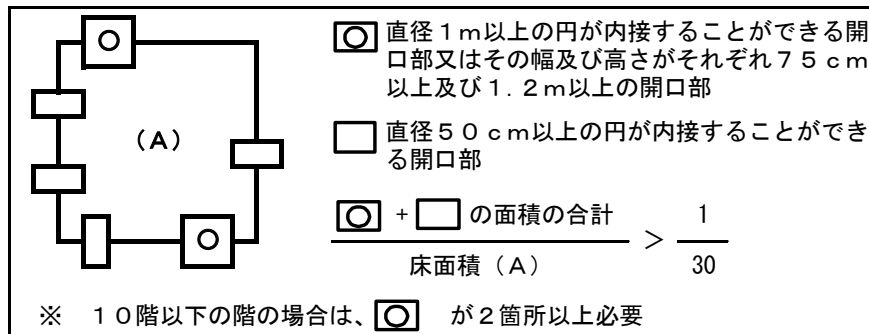 直径１ｍ以上の円が内接することができる開
口部又はその幅及び高さがそれぞれ７５ｃｍ
以上及び１．２ｍ以上の開口部
（Ａ）
直径５０ｃｍ以上の円が内接することができ
る開口部
＋ の面積の合計
床面積（Ａ）
＞
1
30
※ １０階以下の階の場合は、 が２箇所以上必要